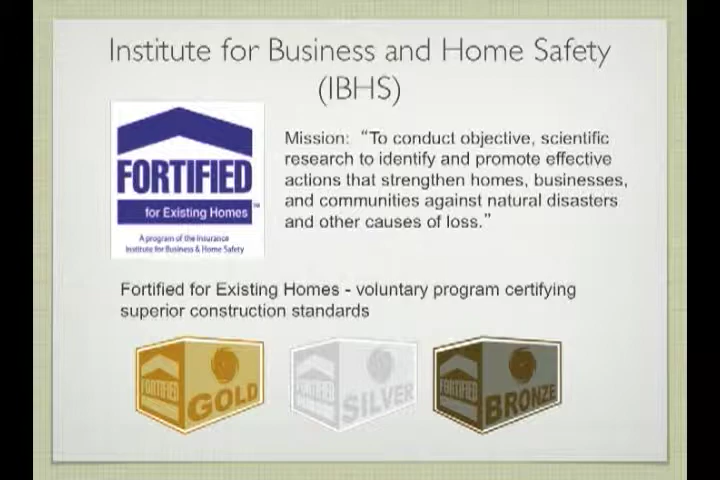 Institute for Business and Home Safety
(IBHS)
FORTIFIED
for Existing Homes™
A program of the Insurance
Institute for Business & Home Safety
Mission: “To conduct objective, scientific
research to identify and promote effective
actions that strengthen homes, businesses,
and communities against natural disasters
and other causes of loss.”
Fortified for Existing Homes - voluntary program certifying
superior construction standards
FORTIFIED
GOLD
FORTIFIED
SILVER
FORTIFIED
BRONZE